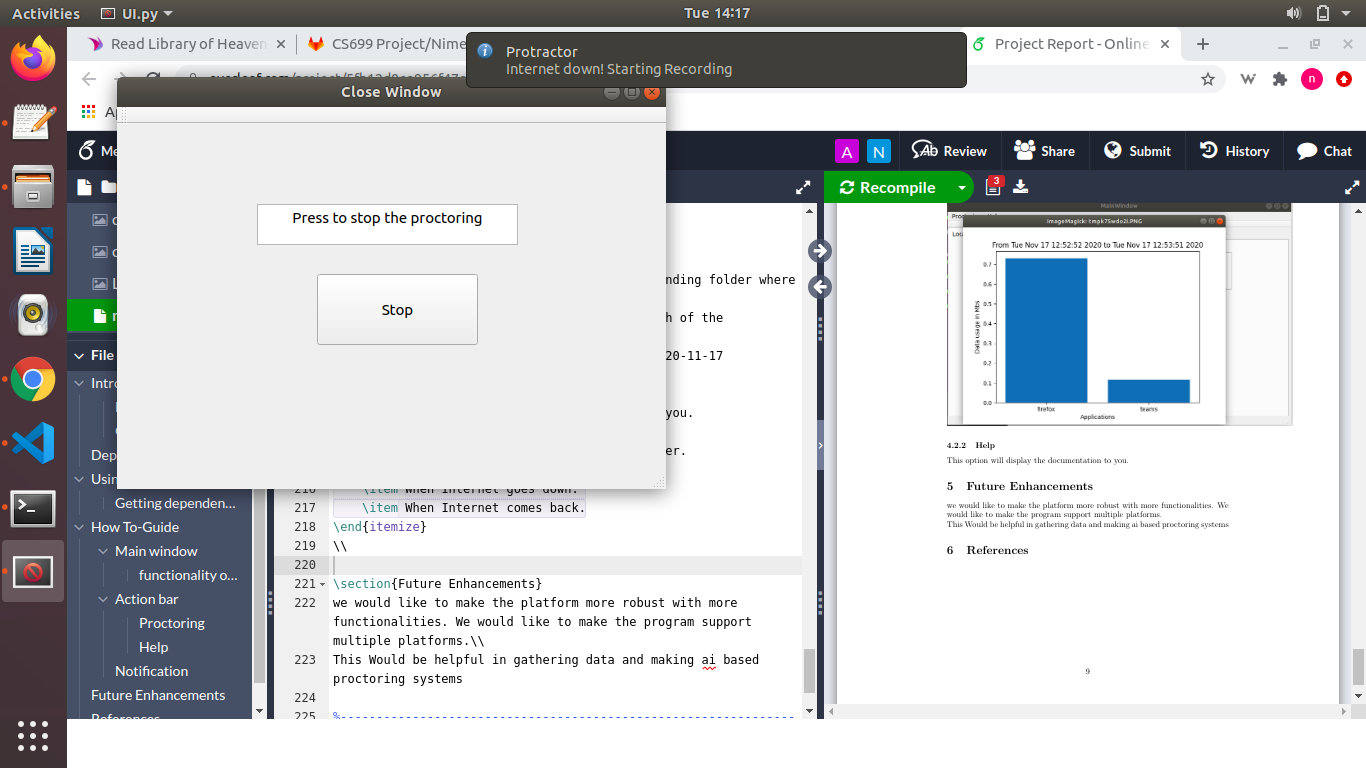 Activities
UI.py
Tue 14:17
Read Library of Heaven
CS699 Project/Nime
Project Report - Online
Protractor
Internet down! Starting Recording
n
Close Window
Press to stop the proctoring
Stop
Me
A
N
Review
Share
Submit
History
Chat
Recompile
3
File
Intro
Dep
Usin
Getting dependen...
How To-Guide
Main window
functionality o...
Action bar
Proctoring
Help
Notification
Future Enhancements
References
nding folder where
h of the
20-11-17
you.
er.
216 \item When Internet goes down.
217 \item When Internet comes back.
218 \end{itemize}
219 \\
220
221 \section{Future Enhancements}
222 we would like to make the platform more robust with more
functionalities. We would like to make the program support
multiple platforms.\\
223 This Would be helpful in gathering data and making ai based
proctoring systems
224
225 %----------------------------------------------------------------
MainWindow
ImageMagick: tmpk75wda2l.PNG
From Tue Nov 17 12:52:52 2020 to Tue Nov 17 12:53:51 2020
Data usage in Mbs
0.7
0.6
0.5
0.4
0.3
0.2
0.1
0.0
firefox
teams
Applications
4.2.2 Help
This option will display the documentation to you.
5 Future Enhancements
we would like to make the platform more robust with more functionalities. We
would like to make the program support multiple platforms.
This Would be helpful in gathering data and making ai based proctoring systems
6 References
9